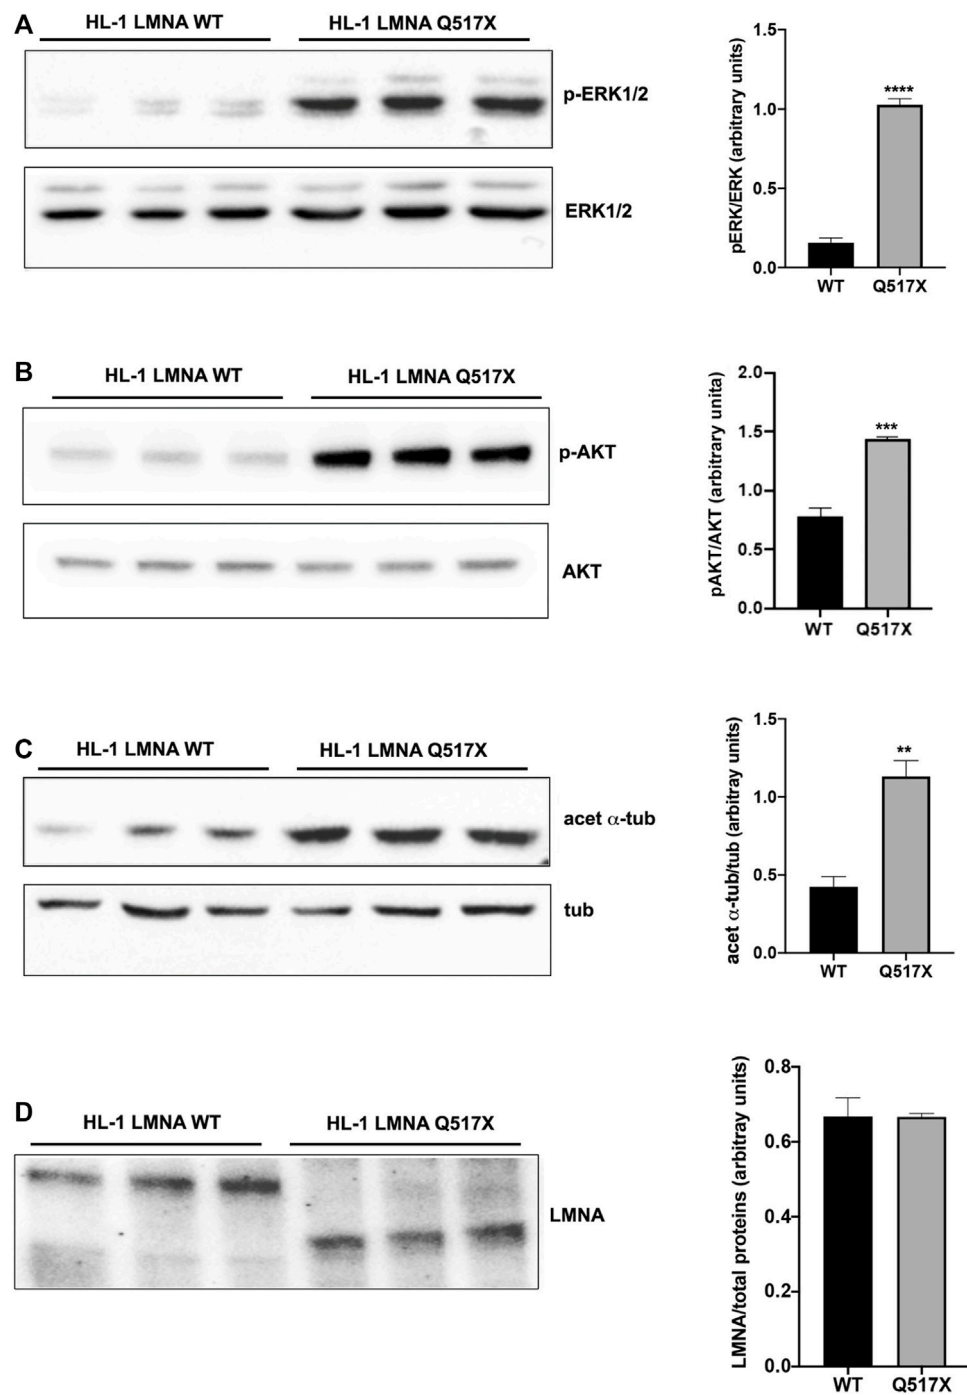 A
HL-1 LMNA WT
HL-1 LMNA Q517X
p-ERK1/2
ERK1/2
pERK/ERK (arbitrary units)
1.5
1.0
0.5
0.0
****
WT
Q517X
B
HL-1 LMNA WT
HL-1 LMNA Q517X
p-AKT
AKT
pAKT/AKT (arbitrary unita)
2.0
1.5
1.0
0.5
0.0
***
WT
Q517X
C
HL-1 LMNA WT
HL-1 LMNA Q517X
acet α-tub
tub
acet α-tub/tub (arbitray units)
1.5
1.0
0.5
0.0
**
WT
Q517X
D
HL-1 LMNA WT
HL-1 LMNA Q517X
LMNA
LMNA/total proteins (arbitray units)
0.8
0.6
0.4
0.2
0.0
WT
Q517X